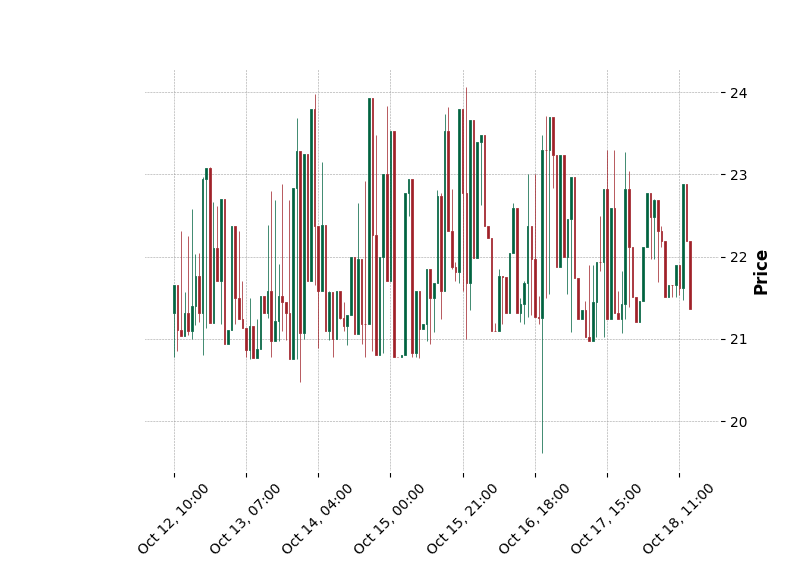 24
23
22
21
20
Price
Oct 12, 10:00
Oct 13, 07:00
Oct 14, 04:00
Oct 15, 00:00
Oct 15, 21:00
Oct 16, 18:00
Oct 17, 15:00
Oct 18, 11:00